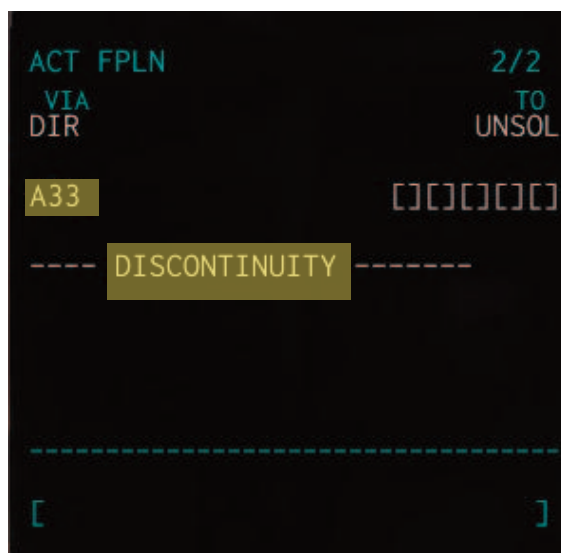 ACT FPLN 2/2
VIA TO
DIR UNSOL
A33 [][][][][]
---- DISCONTINUITY -------
-----------------------------------
[ ]